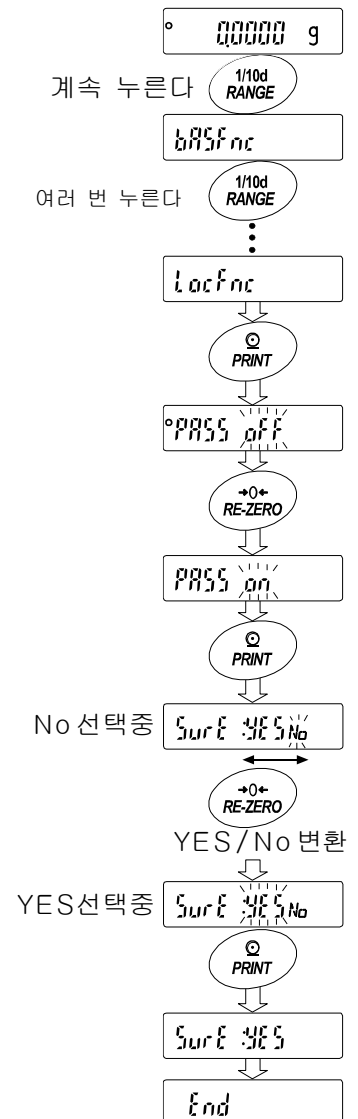 0.0000 g
계속 누른다
1/10d
RANGE
bASFnc
여러 번 누른다
1/10d
RANGE
LocFnc
PRINT
PASS oFF
→0←
RE-ZERO
PASS on
PRINT
No 선택중
SurE :YES No
→0←
RE-ZERO
YES/No 변환
YES선택중
SurE :YES No
PRINT
SurE :YES
End